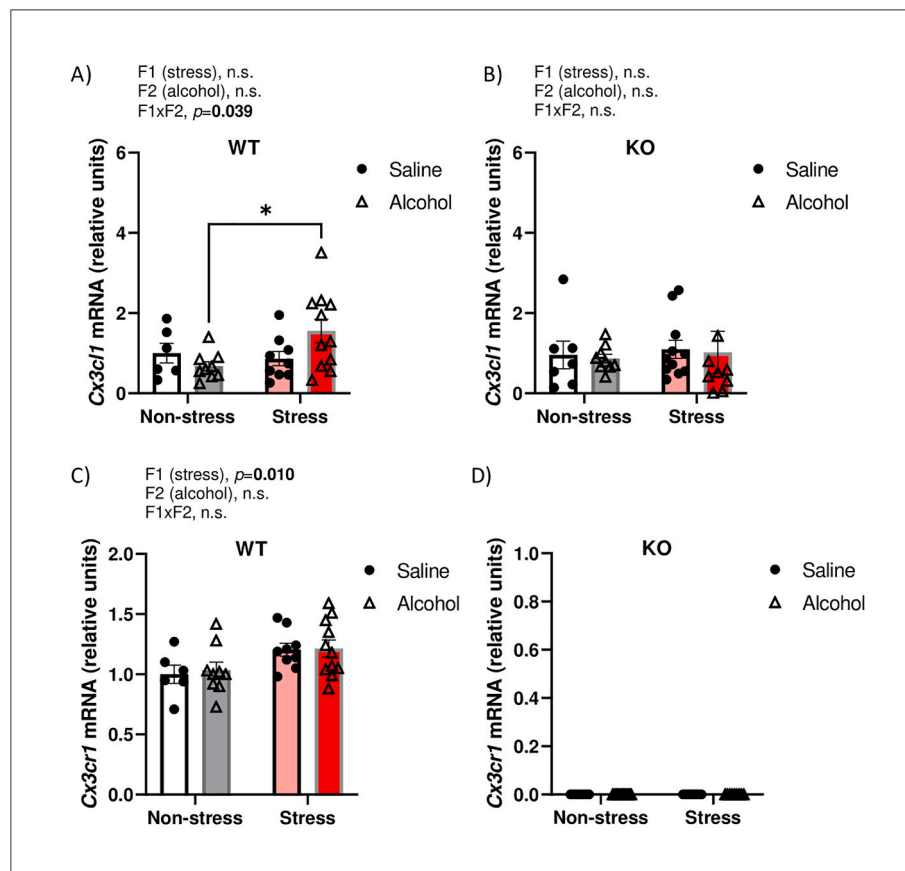 A)
F1 (stress), n.s.
F2 (alcohol), n.s.
F1xF2, p=0.039
WT
Saline
Alcohol
*
Cx3cl1 mRNA (relative units)
6
4
2
0
Non-stress
Stress
B)
F1 (stress), n.s.
F2 (alcohol), n.s.
F1xF2, n.s.
KO
Saline
Alcohol
Cx3cl1 mRNA (relative units)
6
4
2
0
Non-stress
Stress
C)
F1 (stress), p=0.010
F2 (alcohol), n.s.
F1xF2, n.s.
WT
Saline
Alcohol
Cx3cr1 mRNA (relative units)
2.0
1.5
1.0
0.5
0.0
Non-stress
Stress
D)
KO
Saline
Alcohol
Cx3cr1 mRNA (relative units)
1.0
0.8
0.6
0.4
0.2
0.0
Non-stress
Stress